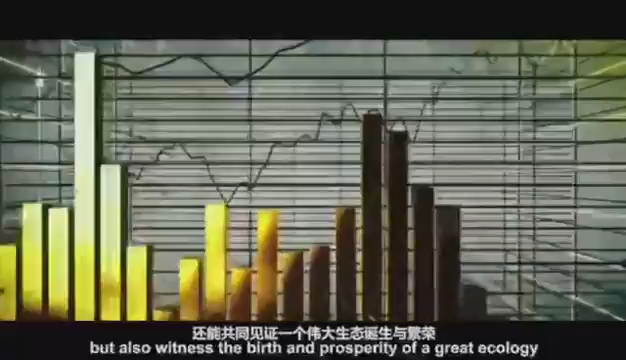 还能共同见证一个伟大生态诞生与繁荣
but also witness the birth and prosperity of a great ecology